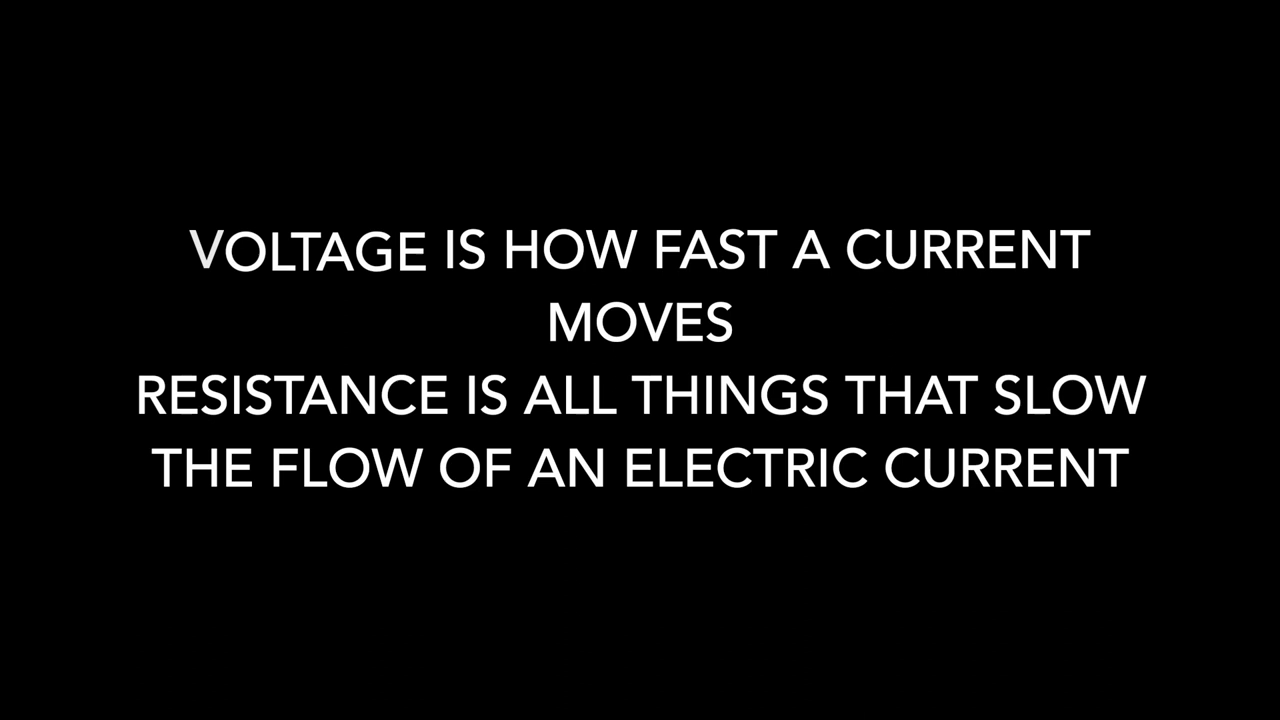 VOLTAGE IS HOW FAST A CURRENT
MOVES
RESISTANCE IS ALL THINGS THAT SLOW
THE FLOW OF AN ELECTRIC CURRENT